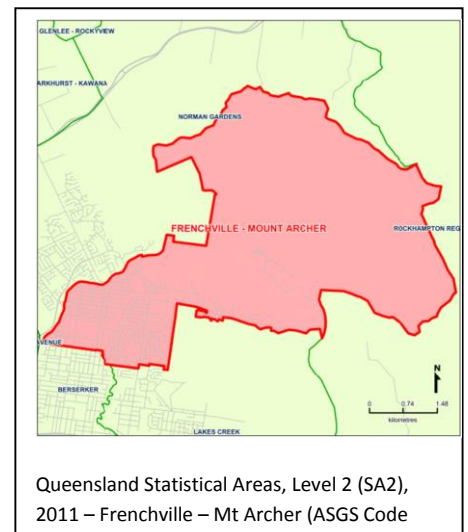 GLENLEE - ROCKYVIEW
ARKHURST - KAWANA
NORMAN GARDENS
FRENCHVILLE - MOUNT ARCHER
ROCKHAMPTON REG
AVENUE
BERSERKER
LAKES CREEK
N
0 0.74 1.48
kilometres
Queensland Statistical Areas, Level 2 (SA2),
2011 – Frenchville – Mt Archer (ASGS Code